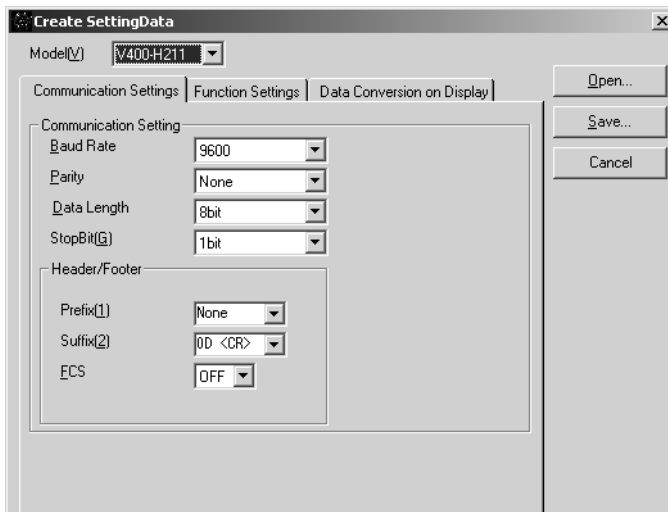 Create SettingData
Model(V) V400-H211
Communication Settings Function Settings Data Conversion on Display
Open...
Save...
Cancel
Communication Setting
Baud Rate 9600
Parity None
Data Length 8bit
StopBit(G) 1bit
Header/Footer
Prefix(1) None
Suffix(2) 0D <CR>
FCS OFF